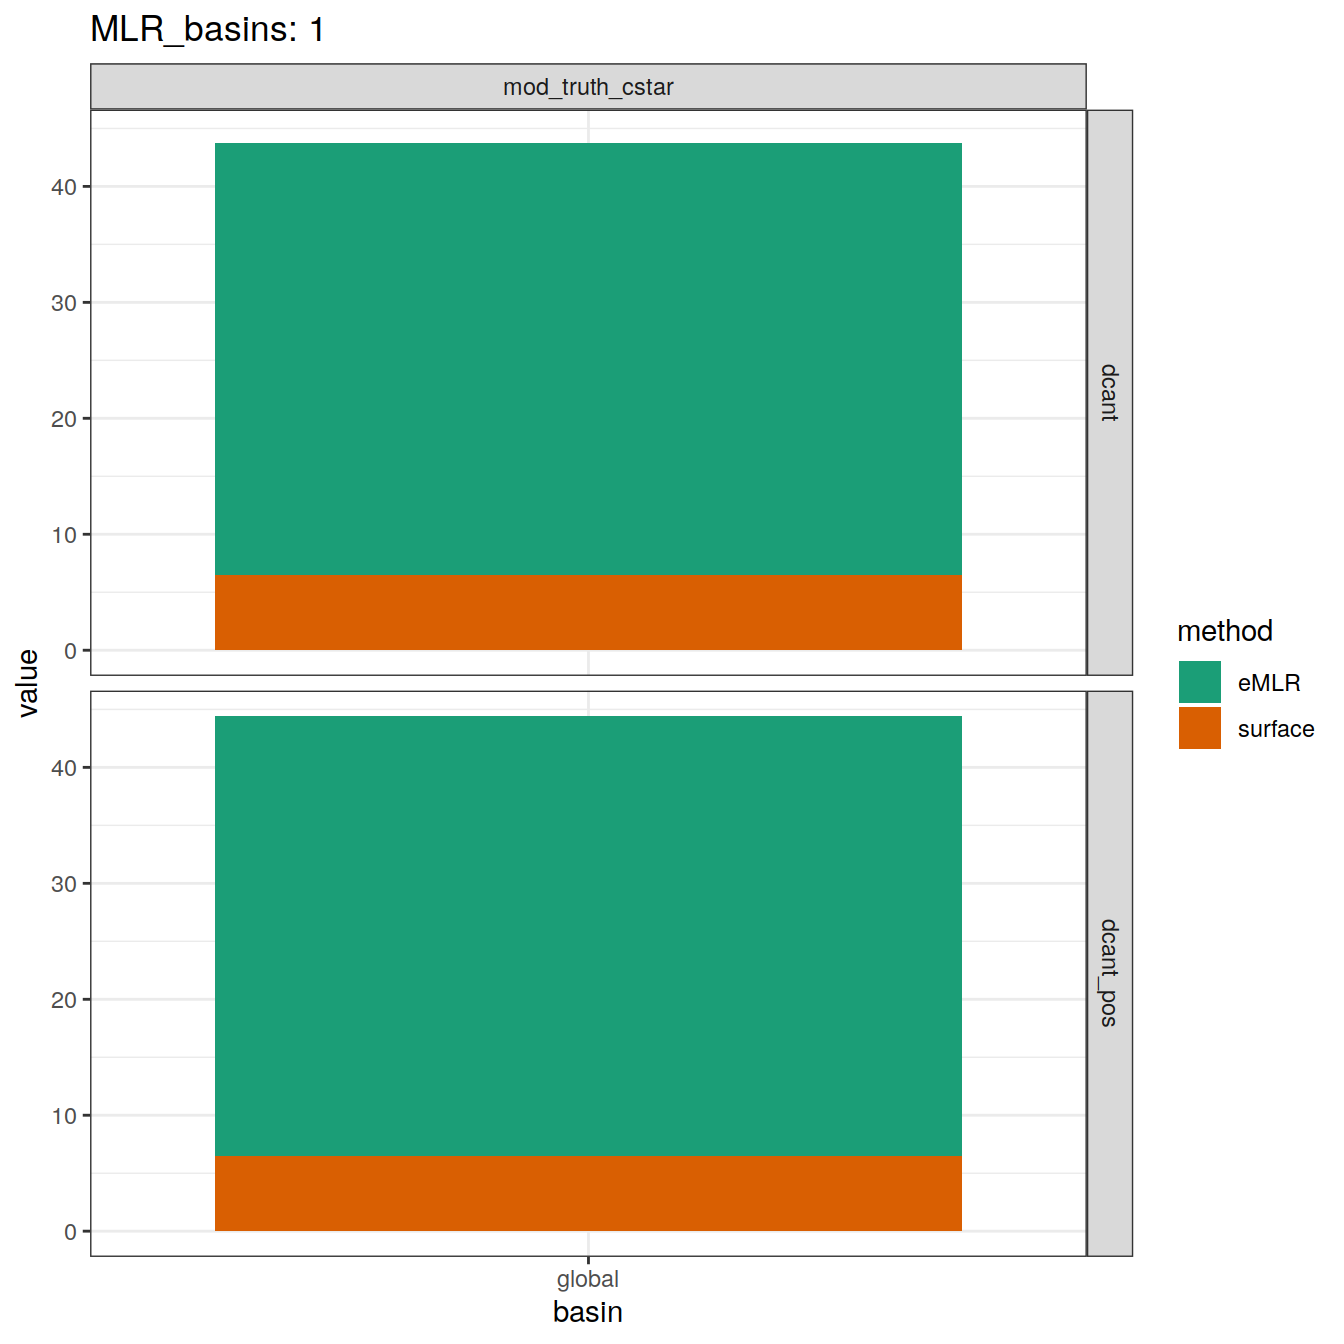 MLR_basins: 1
mod_truth_cstar
40
30
20
10
0
dcant
value
40
30
20
10
0
dcant_pos
global
basin
method
eMLR
surface